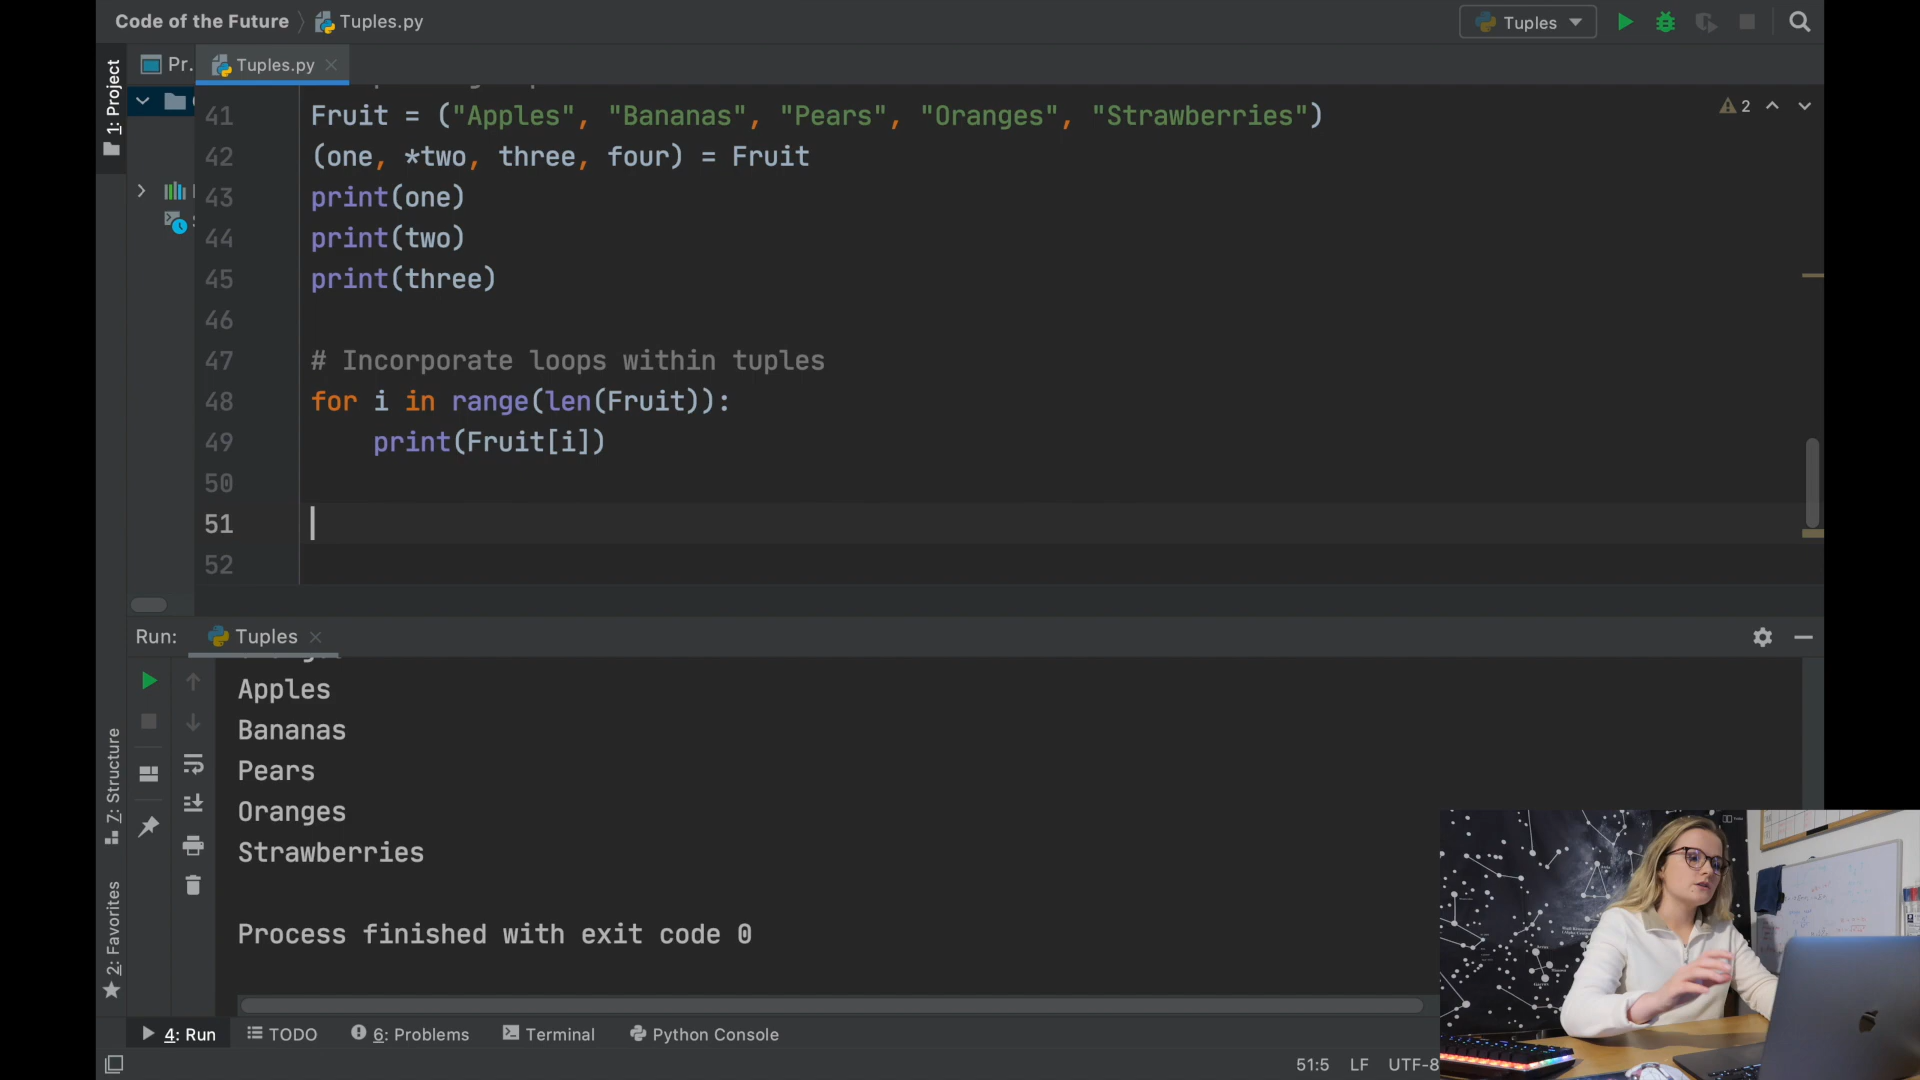 Code of the Future
Tuples.py
Tuples
1: Project
Pr.
Tuples.py
2
41 Fruit = ("Apples", "Bananas", "Pears", "Oranges", "Strawberries")
42 (one, *two, three, four) = Fruit
43 print(one)
44 print(two)
45 print(three)
46
47 # Incorporate loops within tuples
48 for i in range(len(Fruit)):
49 print(Fruit[i])
50
51
52
Run:
Tuples
Apples
Bananas
Pears
Oranges
Strawberries
Process finished with exit code 0
Z: Structure
2: Favorites
4: Run
TODO
6: Problems
Terminal
Python Console
51:5
LF
UTF-8